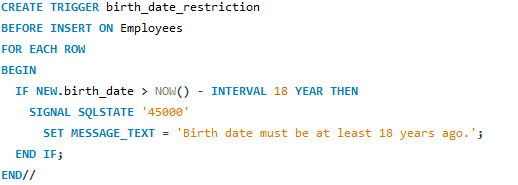 CREATE TRIGGER birth_date_restriction
BEFORE INSERT ON Employees
FOR EACH ROW
BEGIN
  IF NEW.birth_date > NOW() - INTERVAL 18 YEAR THEN
    SIGNAL SQLSTATE '45000'
      SET MESSAGE_TEXT = 'Birth date must be at least 18 years ago.';
  END IF;
END//